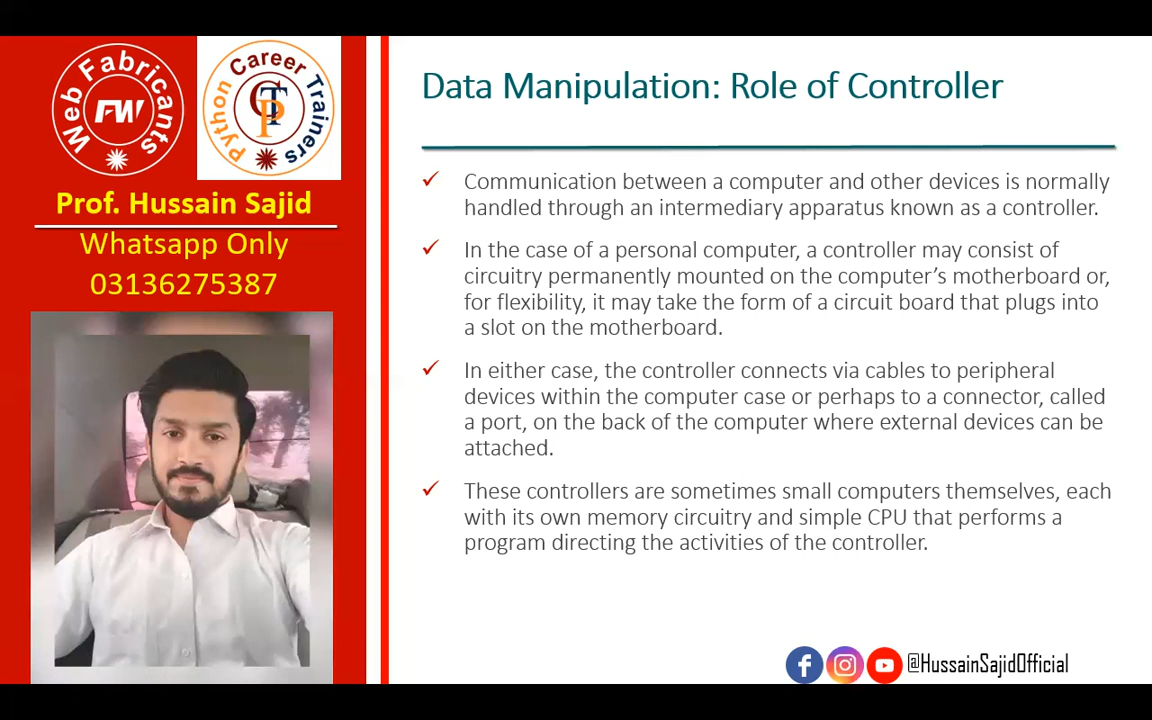 Web Fabricants
FW
Python Career Trainers
CTP
Prof. Hussain Sajid
Whatsapp Only
03136275387
Data Manipulation: Role of Controller
Communication between a computer and other devices is normally
handled through an intermediary apparatus known as a controller.
In the case of a personal computer, a controller may consist of
circuitry permanently mounted on the computer’s motherboard or,
for flexibility, it may take the form of a circuit board that plugs into
a slot on the motherboard.
In either case, the controller connects via cables to peripheral
devices within the computer case or perhaps to a connector, called
a port, on the back of the computer where external devices can be
attached.
These controllers are sometimes small computers themselves, each
with its own memory circuitry and simple CPU that performs a
program directing the activities of the controller.
@HussainSajidOfficial